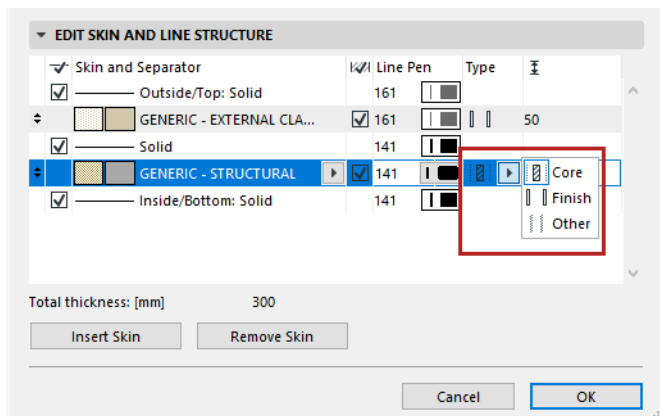 EDIT SKIN AND LINE STRUCTURE
Skin and Separator Line Pen Type
Outside/Top: Solid 161
GENERIC - EXTERNAL CLA... 161 50
Solid 141
GENERIC - STRUCTURAL 141 Core
Finish
Inside/Bottom: Solid 141
Other
Total thickness: [mm] 300
Insert Skin Remove Skin
Cancel OK